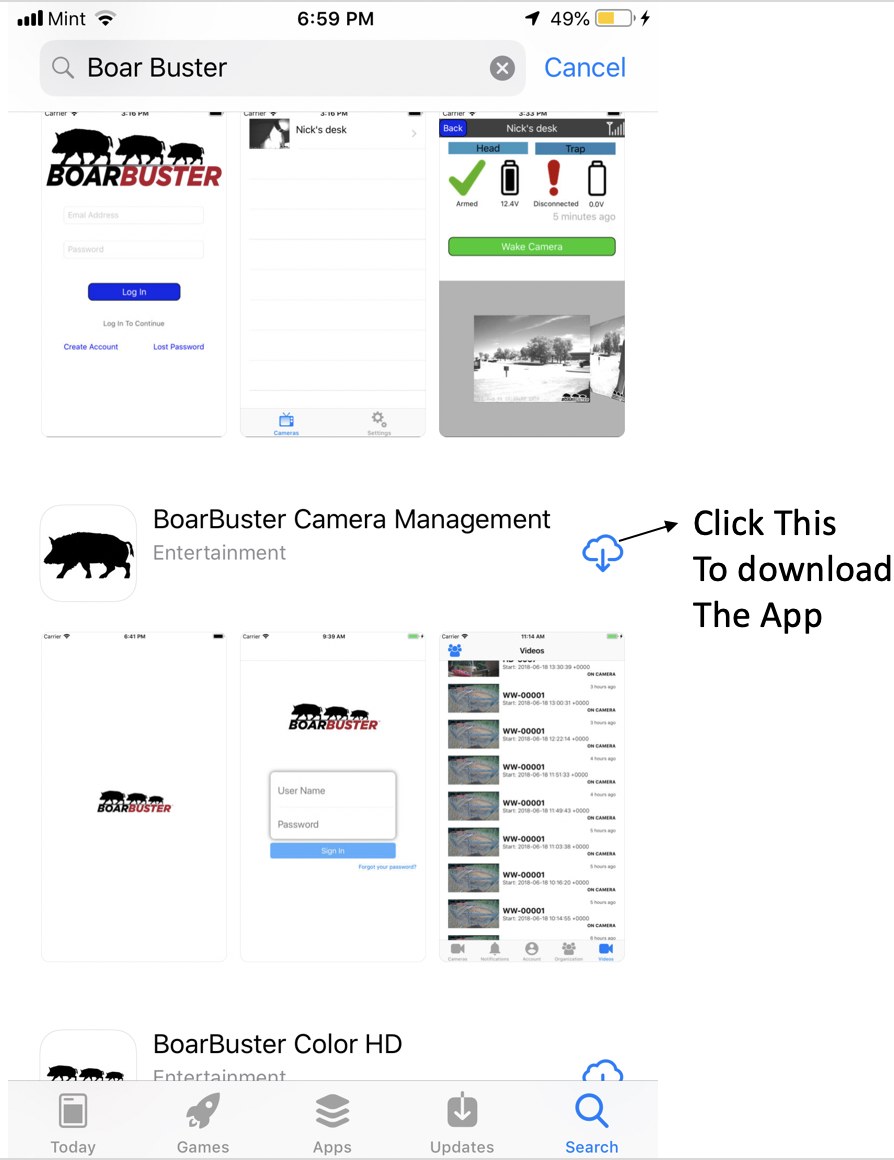 Mint
6:59 PM
49%
Boar Buster
Cancel
Carrier
3:16 PM
BOARBUSTER
Email Address
Password
Log In
Log In To Continue
Create Account Lost Password
Carrier
3:16 PM
Nick's desk
Cameras Settings
Carrier
3:33 PM
Back Nick's desk
Head Trap
Armed 12.4V Disconnected 0.0V
5 minutes ago
Wake Camera
BoarBuster Camera Management
Entertainment
Click This
To download
The App
Carrier 6:41 PM
BOARBUSTER
Carrier 9:39 AM
BOARBUSTER
User Name
Password
Sign In
Forgot your password?
Carrier 11:14 AM
Videos
Start: 2018-06-18 13:30:39 +0000
ON CAMERA
3 hours ago
WW-00001
Start: 2018-06-18 13:00:31 +0000
ON CAMERA
3 hours ago
WW-00001
Start: 2018-06-18 12:22:14 +0000
ON CAMERA
4 hours ago
WW-00001
Start: 2018-06-18 11:51:33 +0000
ON CAMERA
4 hours ago
WW-00001
Start: 2018-06-18 11:49:43 +0000
ON CAMERA
5 hours ago
WW-00001
Start: 2018-06-18 11:03:38 +0000
ON CAMERA
5 hours ago
WW-00001
Start: 2018-06-18 10:16:20 +0000
ON CAMERA
5 hours ago
WW-00001
Start: 2018-06-18 10:14:55 +0000
ON CAMERA
6 hours ago
Cameras Notifications Account Organization Videos
BoarBuster Color HD
Entertainment
Today Games Apps Updates Search